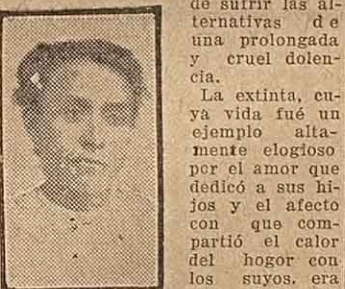 de sufrir las al-
ternativas de
una prolongada
y cruel dolen-
cia.
La extinta, cu-
ya vida fué un
ejemplo alta-
mente elogioso
por el amor que
dedicó a sus hi-
jos y el afecto
con que com-
partió el calor
del hogor con
los suyos. era